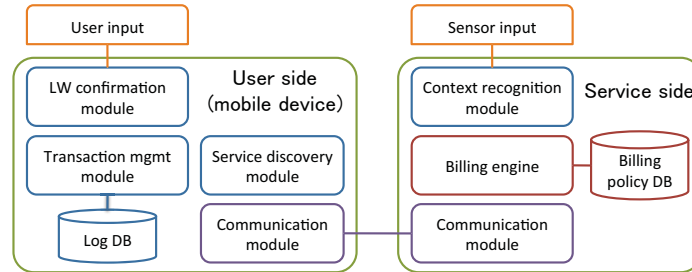 User input
Sensor input
LW confirmation
module
User side
(mobile device)
Transaction mgmt
module
Service discovery
module
Log DB
Communication
module
Context recognition
module
Service side
Billing engine
Billing
policy DB
Communication
module